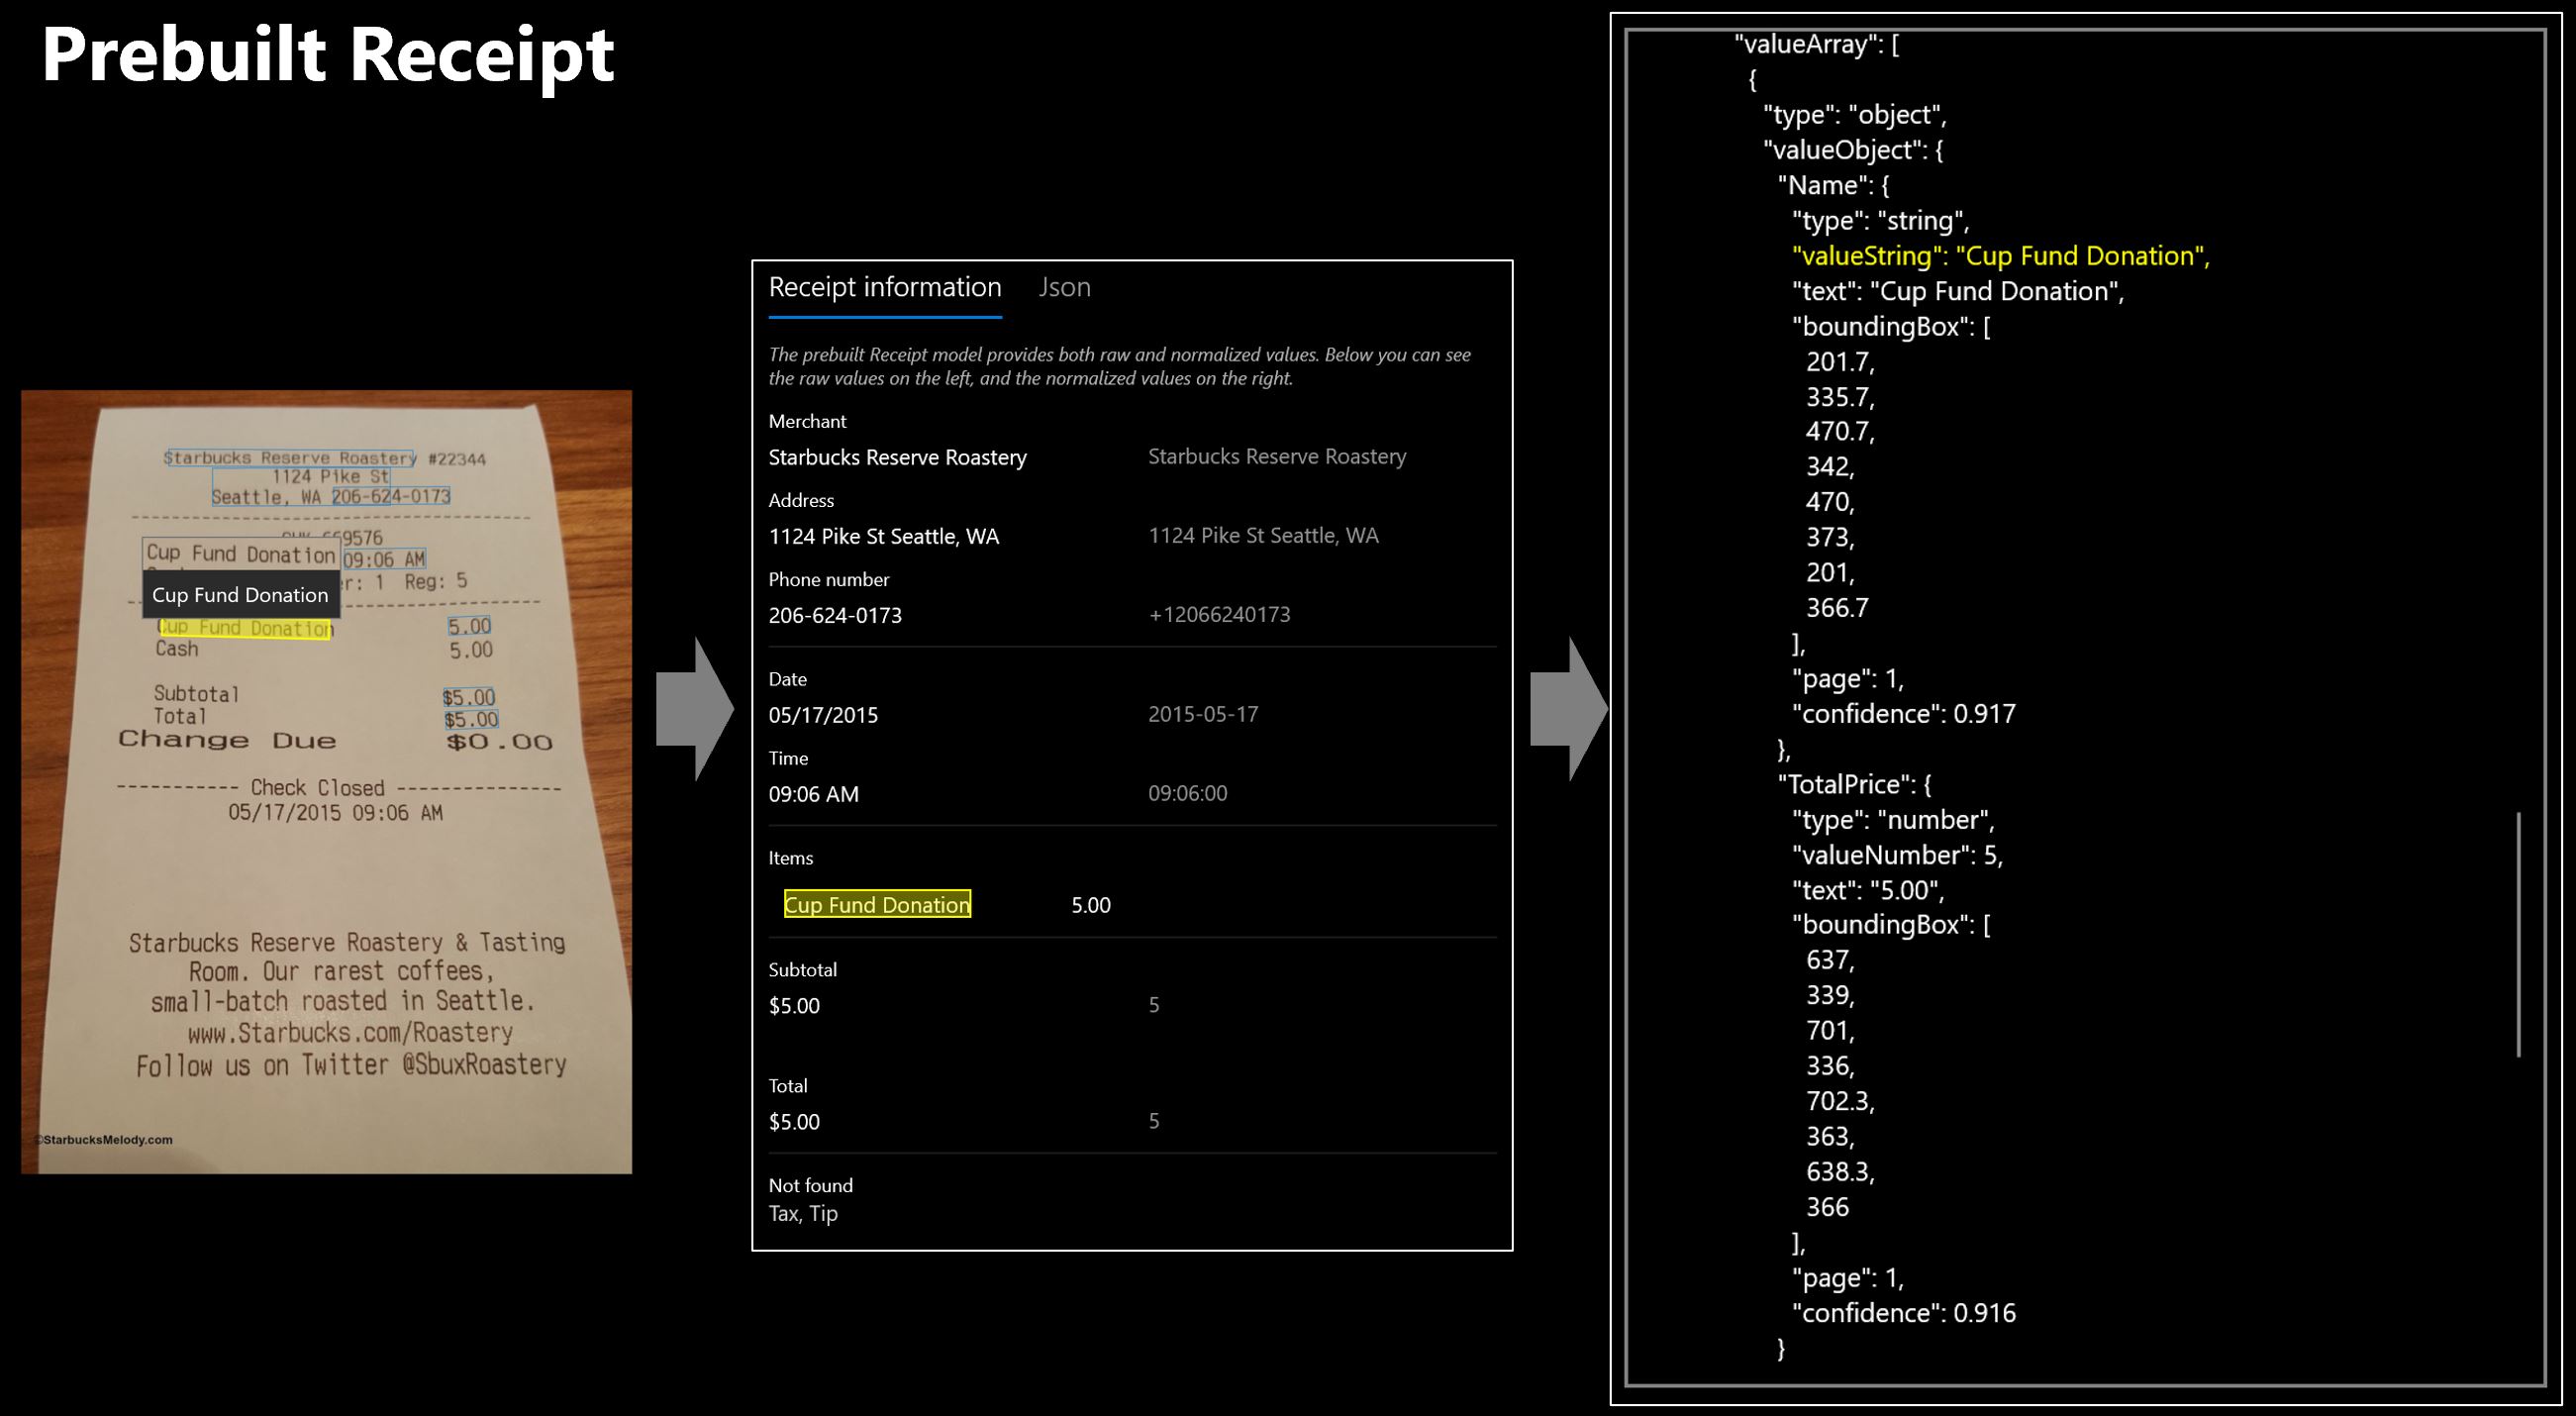 Prebuilt Receipt
Starbucks Reserve Roastery #22344
1124 Pike St
Seattle, WA 206-624-0173
69576
Cup Fund Donation 09:06 AM
Cup Fund Donation
r: 1 Reg: 5
Cup Fund Donation 5.00
Cash 5.00
Subtotal $5.00
Total $5.00
Change Due $0.00
----------- Check Closed ---------------
05/17/2015 09:06 AM
Starbucks Reserve Roastery & Tasting
Room. Our rarest coffees,
small-batch roasted in Seattle.
www.Starbucks.com/Roastery
Follow us on Twitter @SbuxRoastery
©StarbucksMelody.com
Receipt information Json
The prebuilt Receipt model provides both raw and normalized values. Below you can see
the raw values on the left, and the normalized values on the right.
Merchant
Starbucks Reserve Roastery Starbucks Reserve Roastery
Address
1124 Pike St Seattle, WA 1124 Pike St Seattle, WA
Phone number
206-624-0173 +12066240173
Date
05/17/2015 2015-05-17
Time
09:06 AM 09:06:00
Items
Cup Fund Donation 5.00
Subtotal
$5.00 5
Total
$5.00 5
Not found
Tax, Tip
"valueArray": [
{
"type": "object",
"valueObject": {
"Name": {
"type": "string",
"valueString": "Cup Fund Donation",
"text": "Cup Fund Donation",
"boundingBox": [
201.7,
335.7,
470.7,
342,
470,
373,
201,
366.7
],
"page": 1,
"confidence": 0.917
},
"TotalPrice": {
"type": "number",
"valueNumber": 5,
"text": "5.00",
"boundingBox": [
637,
339,
701,
336,
702.3,
363,
638.3,
366
],
"page": 1,
"confidence": 0.916
}